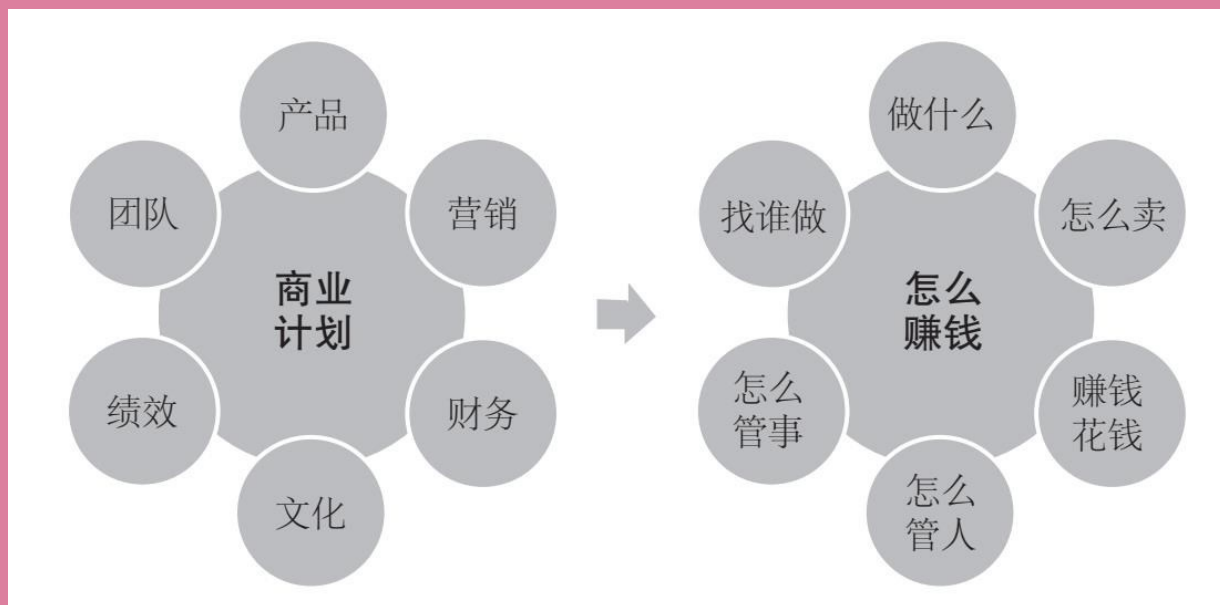 产品
团队
营销
商业
计划
绩效
财务
文化
做什么
找谁做
怎么卖
怎么
赚钱
怎么
管事
赚钱
花钱
怎么
管人